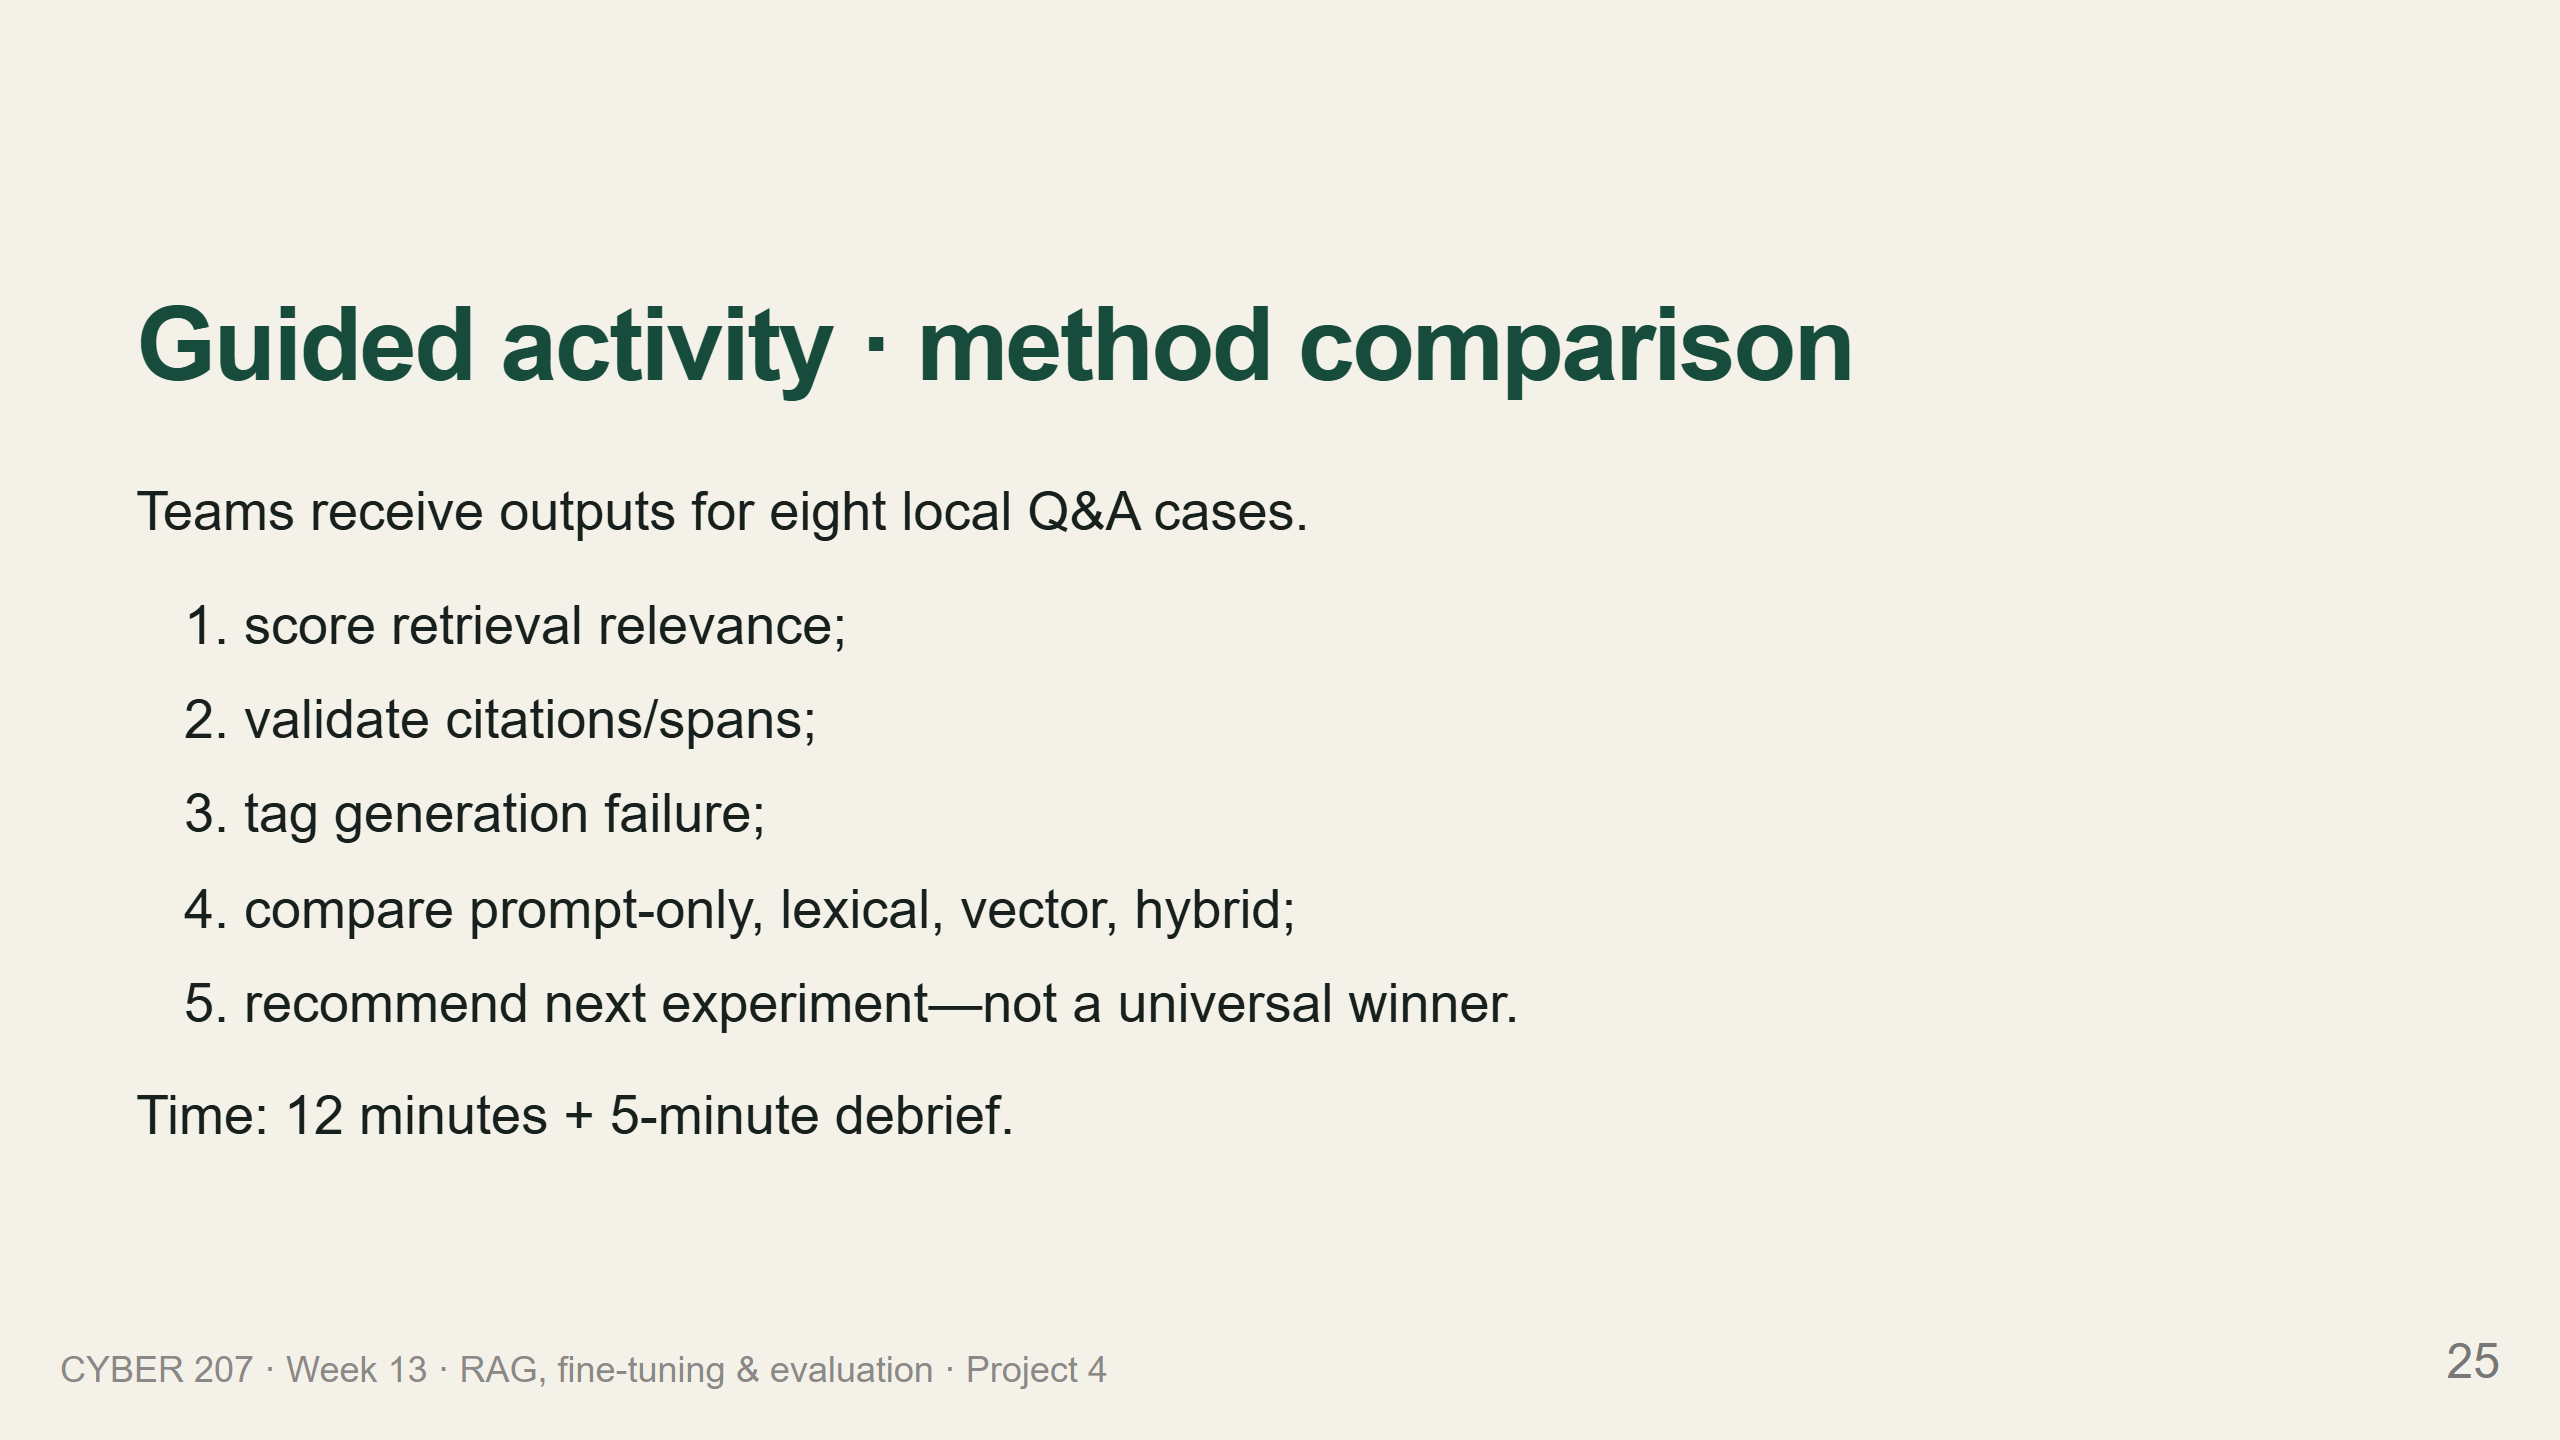 Guided activity · method comparison
Teams receive outputs for eight local Q&A cases.
1. score retrieval relevance;
2. validate citations/spans;
3. tag generation failure;
4. compare prompt-only, lexical, vector, hybrid;
5. recommend next experiment—not a universal winner.
Time: 12 minutes + 5-minute debrief.
CYBER 207 · Week 13 · RAG, fine-tuning & evaluation · Project 4
25